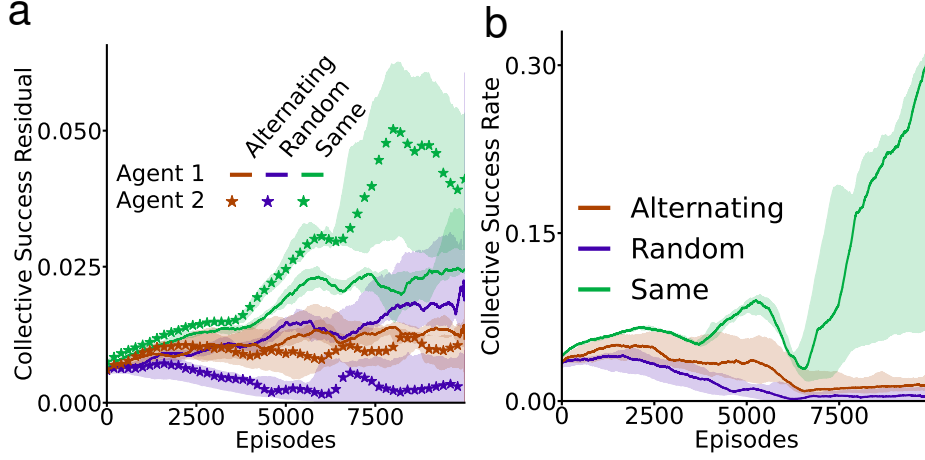 a
Collective Success Residual
0.050
0.025
0.000
Alternating
Random
Same
Agent 1
Agent 2
0
2500
5000
7500
Episodes
b
Collective Success Rate
0.30
0.15
0.00
Alternating
Random
Same
0
2500
5000
7500
Episodes